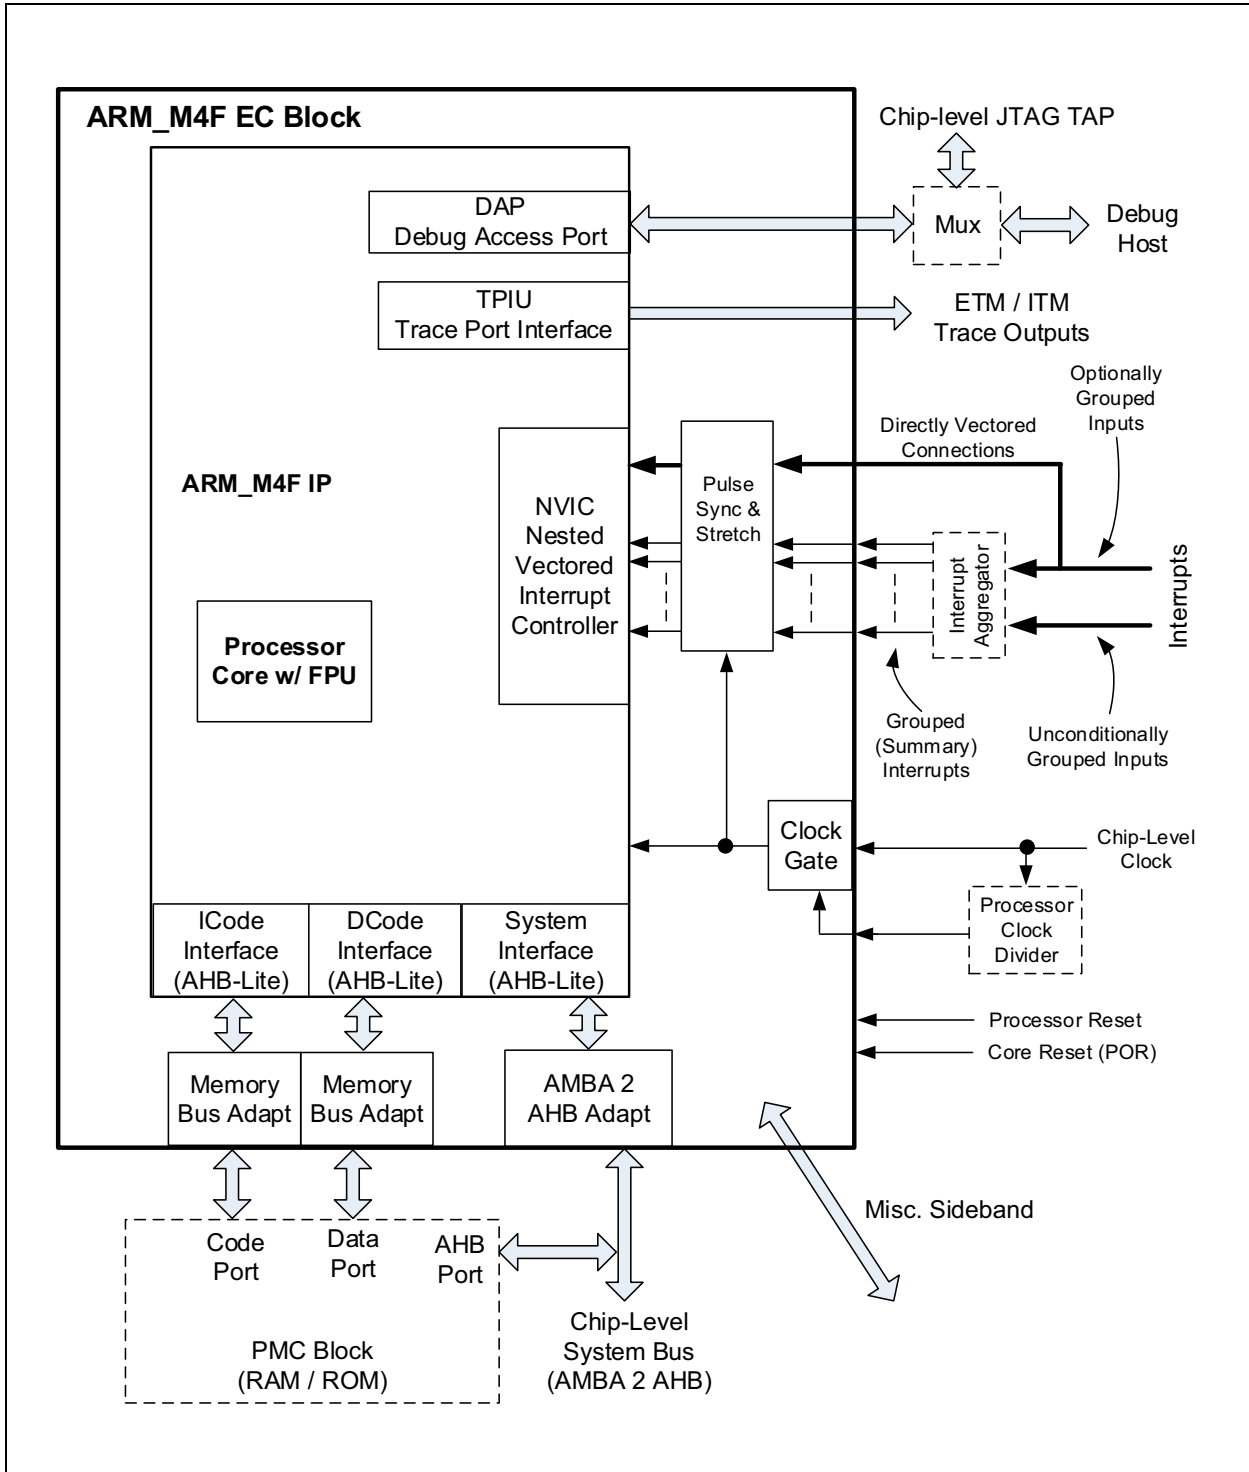 ARM_M4F EC Block
Chip-level JTAG TAP
DAP
Debug Access Port
Mux
Debug
Host
TPIU
Trace Port Interface
ETM / ITM
Trace Outputs
Optionally
Grouped
Inputs
Directly Vectored
Connections
ARM_M4F IP
NVIC
Nested
Vectored
Interrupt
Controller
Pulse
Sync &
Stretch
Interrupt
Aggregator
Interrupts
Processor
Core w/ FPU
Grouped
(Summary)
Interrupts
Unconditionally
Grouped Inputs
Clock
Gate
Chip-Level
Clock
Processor
Clock
Divider
ICode
Interface
(AHB-Lite)
DCode
Interface
(AHB-Lite)
System
Interface
(AHB-Lite)
Processor Reset
Core Reset (POR)
Memory
Bus Adapt
Memory
Bus Adapt
AMBA 2
AHB Adapt
Misc. Sideband
Code
Port
Data
Port
AHB
Port
PMC Block
(RAM / ROM)
Chip-Level
System Bus
(AMBA 2 AHB)